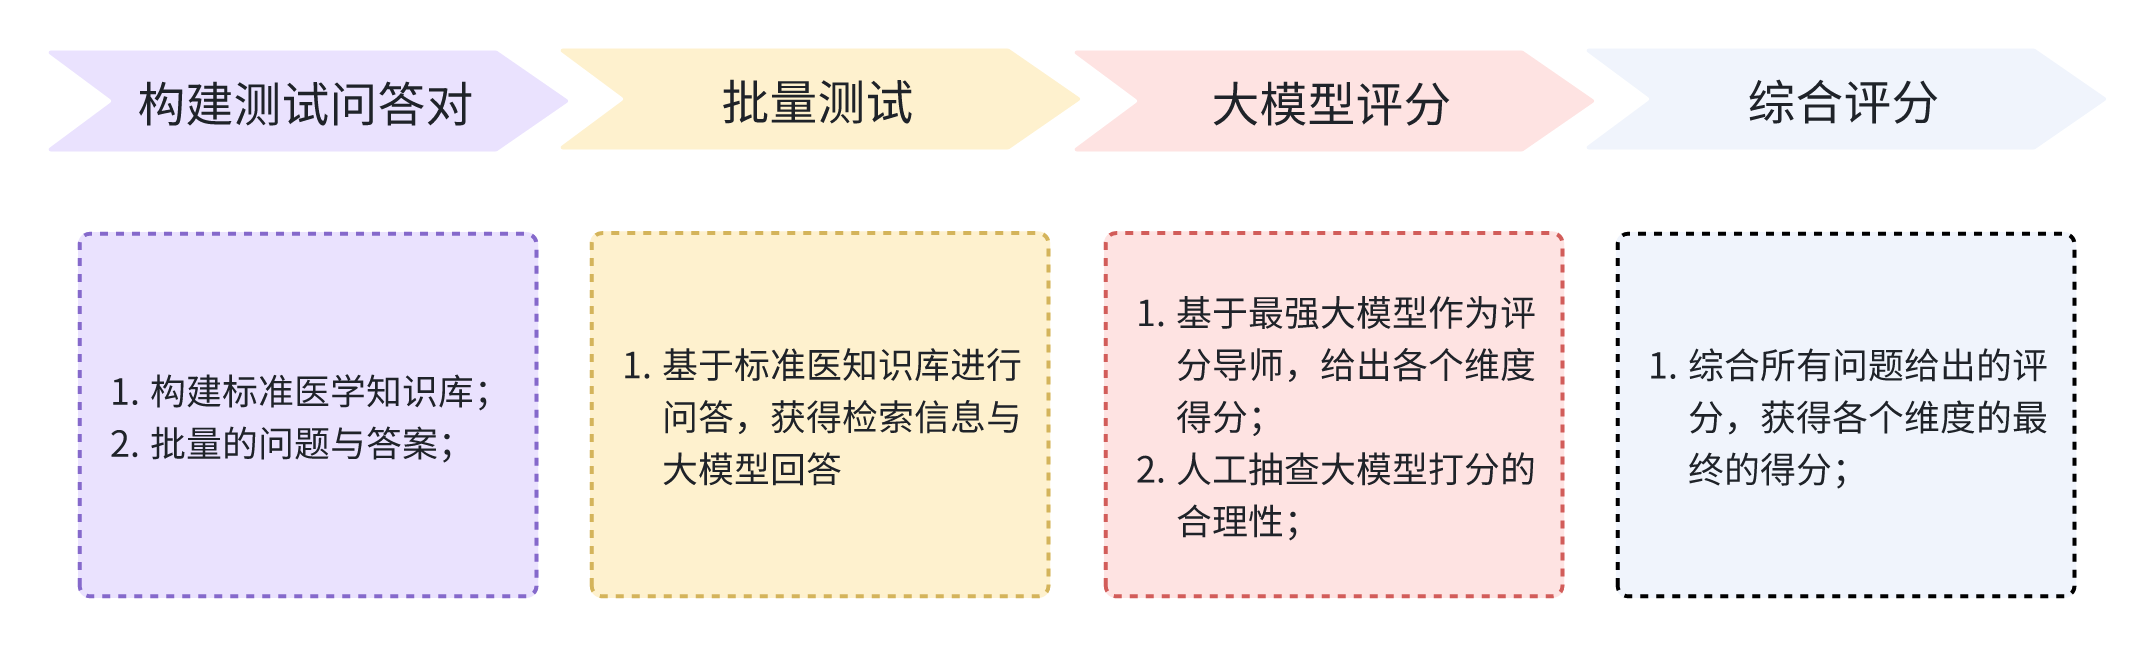 构建测试问答对
批量测试
大模型评分
综合评分
1. 构建标准医学知识库；
2. 批量的问题与答案；
1. 基于标准医知识库进行
问答，获得检索信息与
大模型回答
1. 基于最强大模型作为评
分导师，给出各个维度
得分；
2. 人工抽查大模型打分的
合理性；
1. 综合所有问题给出的评
分，获得各个维度的最
终的得分；